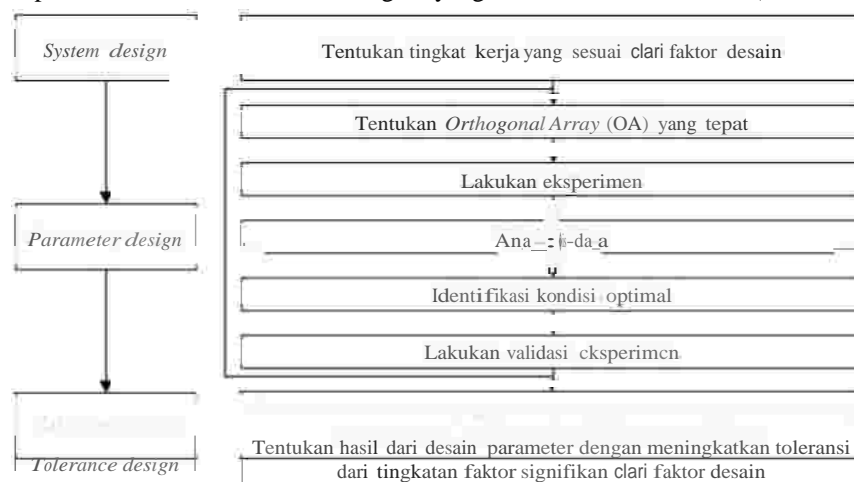 System design
Tentukan tingkat kerja yang sesuai clari faktor desain
Tentukan Orthogonal Array (OA) yang tepat
Lakukan eksperimen
Parameter design
Identifikasi kondisi optimal
Lakukan validasi cksperimcn
Tentukan hasil dari desain parameter dengan meningkatkan toleransi
Tolerance design
dari tingkatan faktor signifikan clari faktor desain